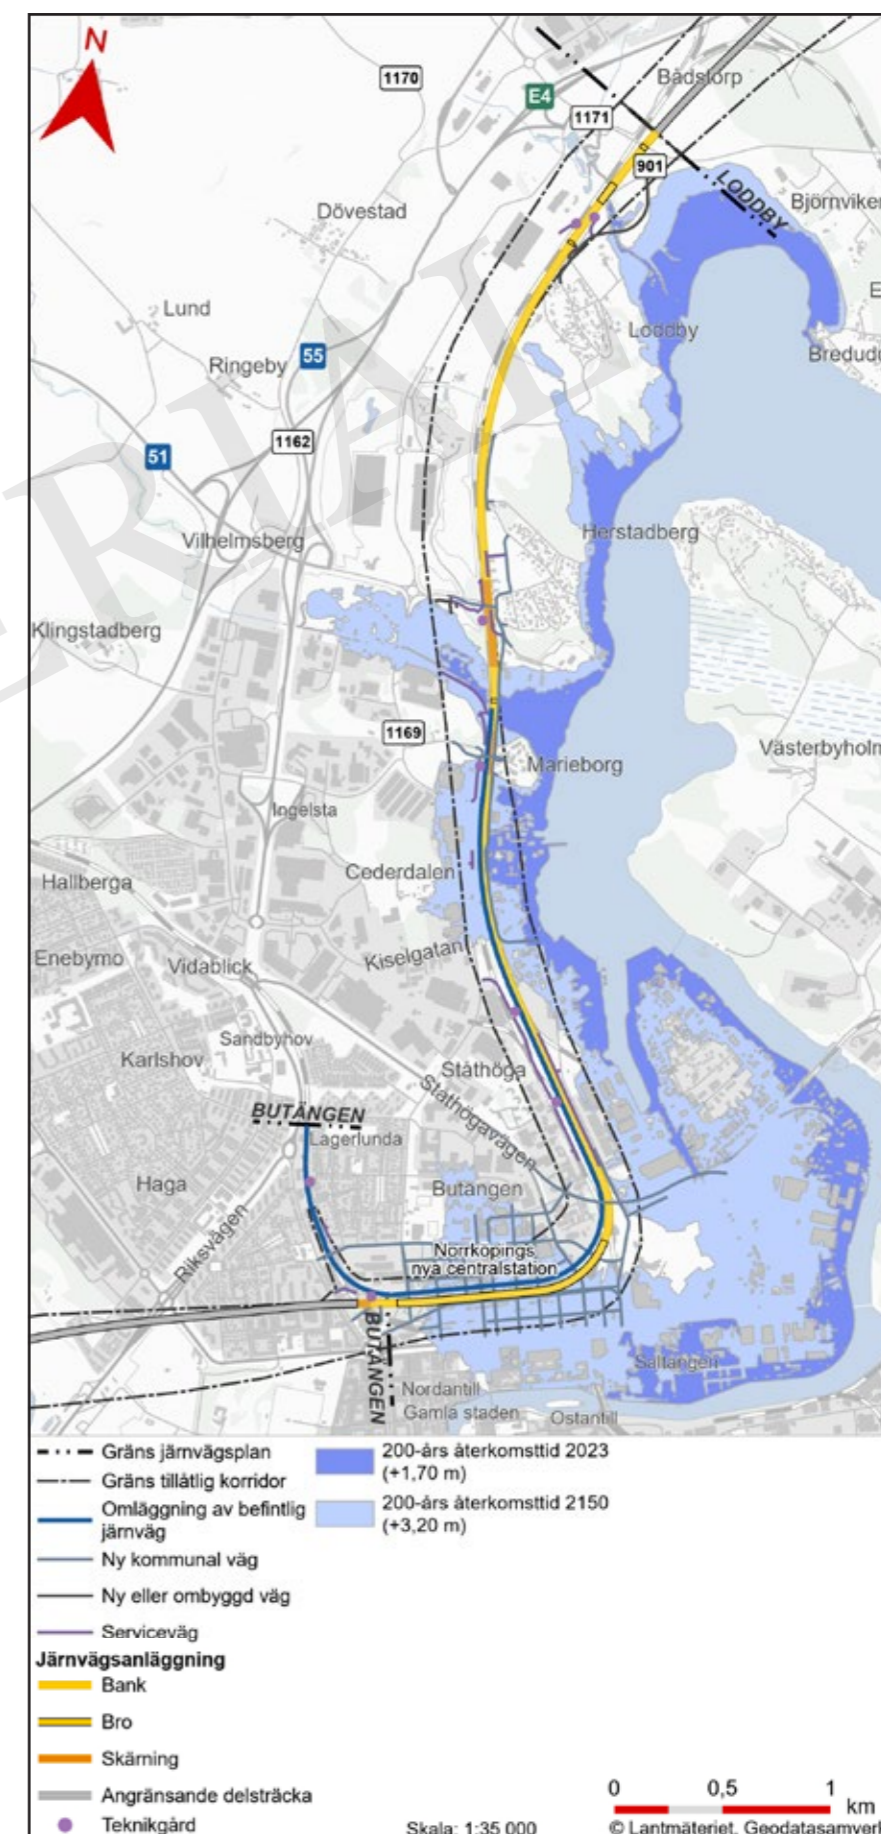 N
1170
Bådstorp
E4
1171
901
LODDBY
Björnviken
Dövestad
Lund
Loddby
55
Ringeby
1162
51
Herstadberg
Vilhelmsberg
Klingstadberg
1169
Marieborg
Västerbyholm
Ingelsta
Cederdalen
Hallberga
Kiselgatan
Enebymo
Vidablick
Sandbyhov
Karlshov
Ståthöga
BUTÄNGEN
Ståthögavägen
Lagerlunda
Haga
Butängen
Riksvägen
Norrköpings
nya centralstation
BUTÄNGEN
Saltängen
Nordantill
Gamla staden
Östantill
Gräns järnvägsplan
Gräns tillåtlig korridor
Omläggning av befintlig
järnväg
Ny kommunal väg
Ny eller ombyggd väg
Serviceväg
200-års återkomsttid 2023
(+1,70 m)
200-års återkomsttid 2150
(+3,20 m)
Järnvägsanläggning
Bank
Bro
Skärning
Angränsande delsträcka
Teknikgård
0 0,5 1
km
Skala: 1:35 000
© Lantmäteriet, Geodatasamverk